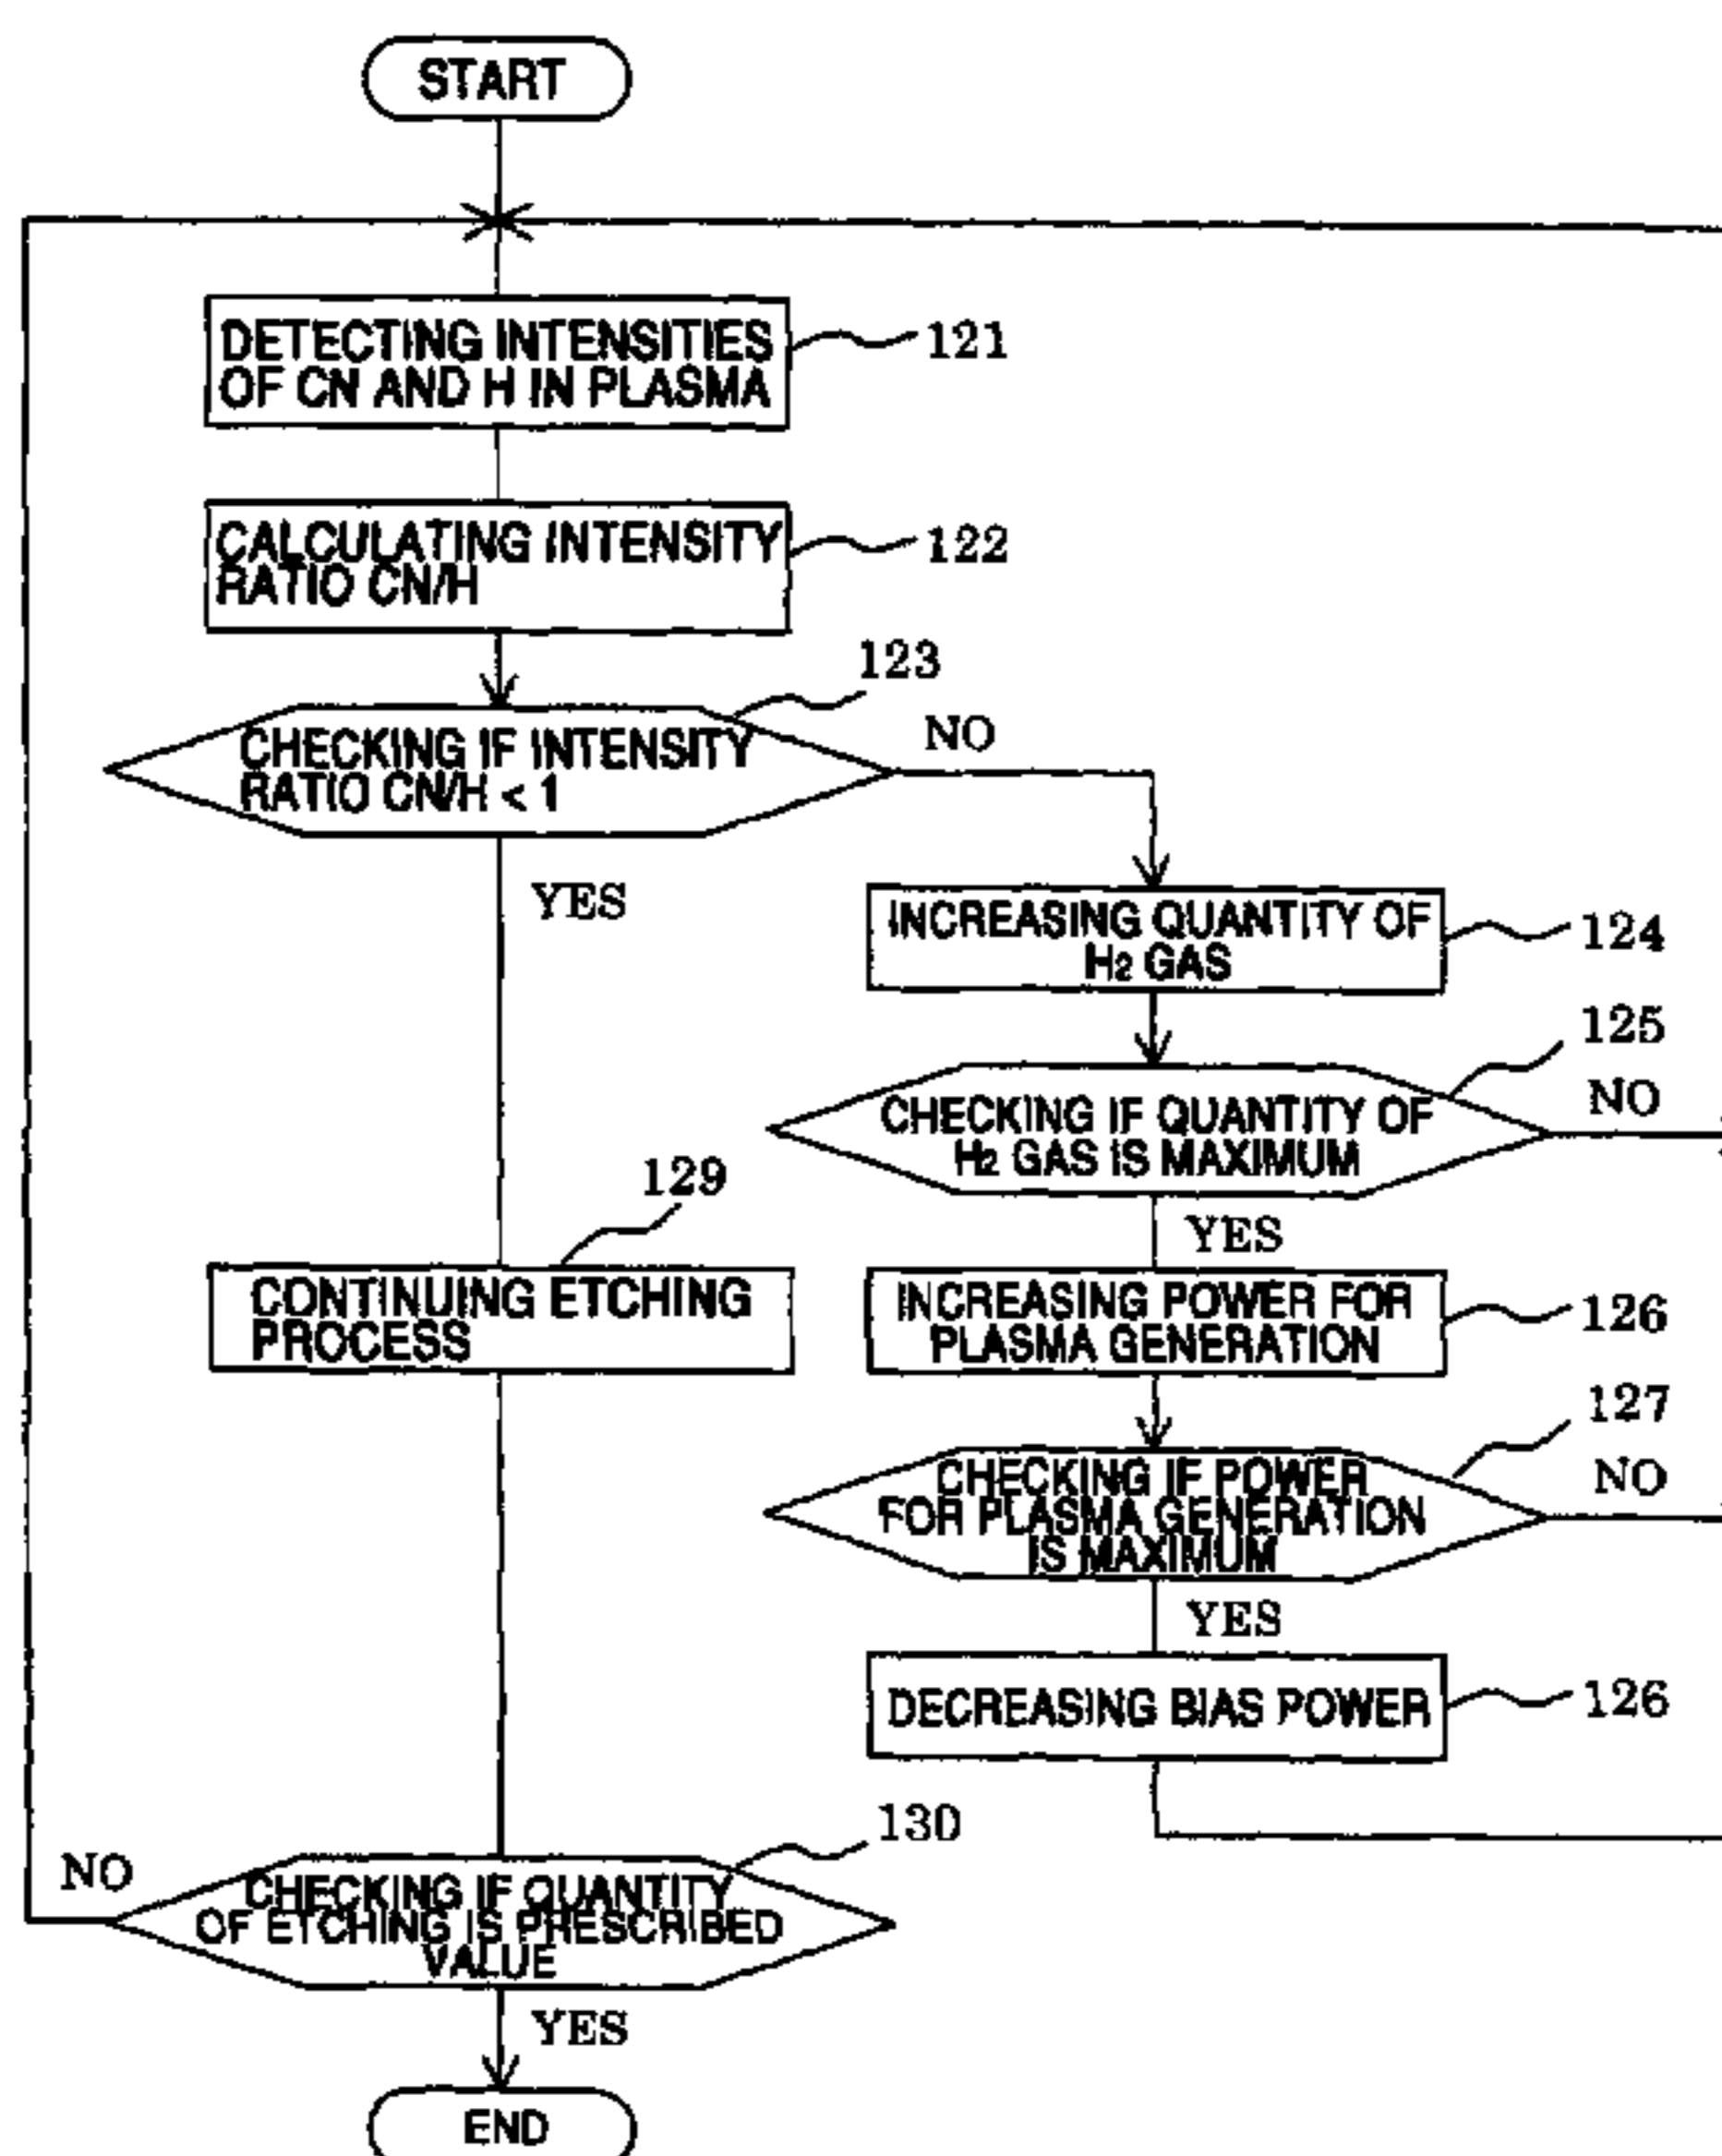 START
DETECTING INTENSITIES
OF CN AND H IN PLASMA
121
CALCULATING INTENSITY
RATIO CN/H
122
123
CHECKING IF INTENSITY
RATIO CN/H < 1
NO
YES
INCREASING QUANTITY OF
H2 GAS
124
125
CHECKING IF QUANTITY OF
H2 GAS IS MAXIMUM
NO
YES
129
CONTINUING ETCHING
PROCESS
INCREASING POWER FOR
PLASMA GENERATION
126
127
CHECKING IF POWER
FOR PLASMA GENERATION
IS MAXIMUM
NO
YES
DECREASING BIAS POWER
126
130
NO
CHECKING IF QUANTITY
OF ETCHING IS PRESCRIBED
VALUE
YES
END